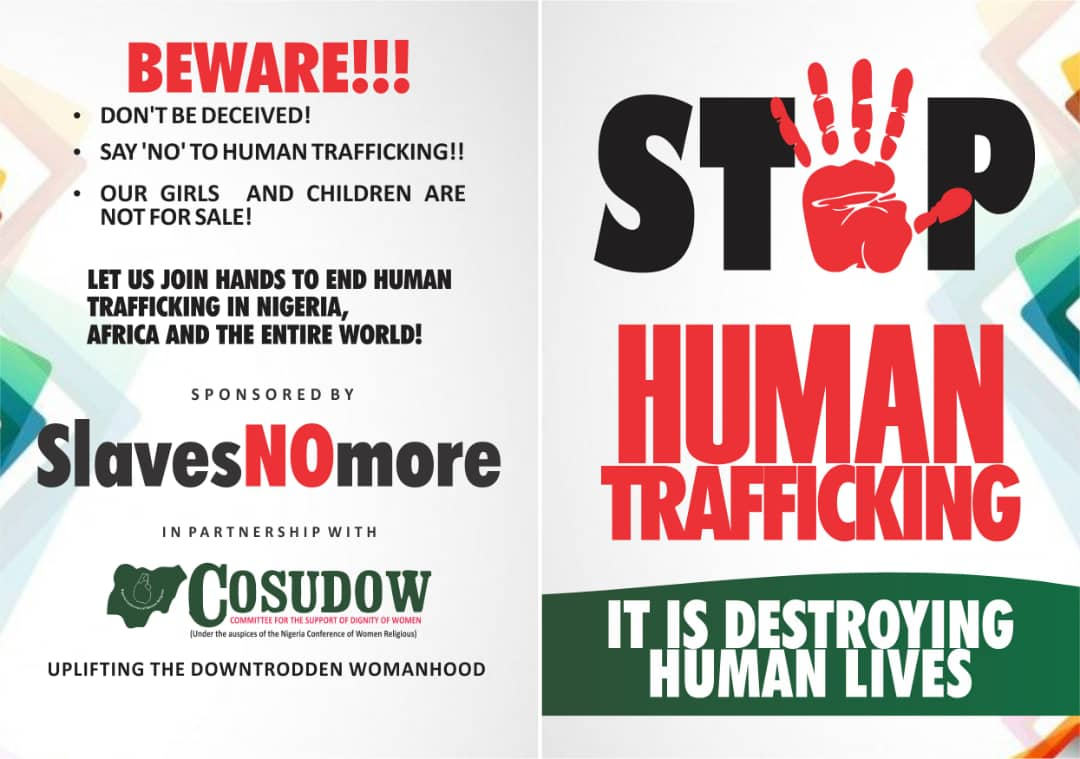 BEWARE!!!
• DON'T BE DECEIVED!
• SAY 'NO' TO HUMAN TRAFFICKING!!
• OUR GIRLS AND CHILDREN ARE
NOT FOR SALE!
LET US JOIN HANDS TO END HUMAN
TRAFFICKING IN NIGERIA,
AFRICA AND THE ENTIRE WORLD!
SPONSORED BY
SlavesNOmore
IN PARTNERSHIP WITH
COSUDOW
COMMITTEE FOR THE SUPPORT OF DIGNITY OF WOMEN
(Under the auspices of the Nigeria Conference of Women Religious)
UPLIFTING THE DOWNTRODDEN WOMANHOOD
STOP
HUMAN
TRAFFICKING
IT IS DESTROYING
HUMAN LIVES